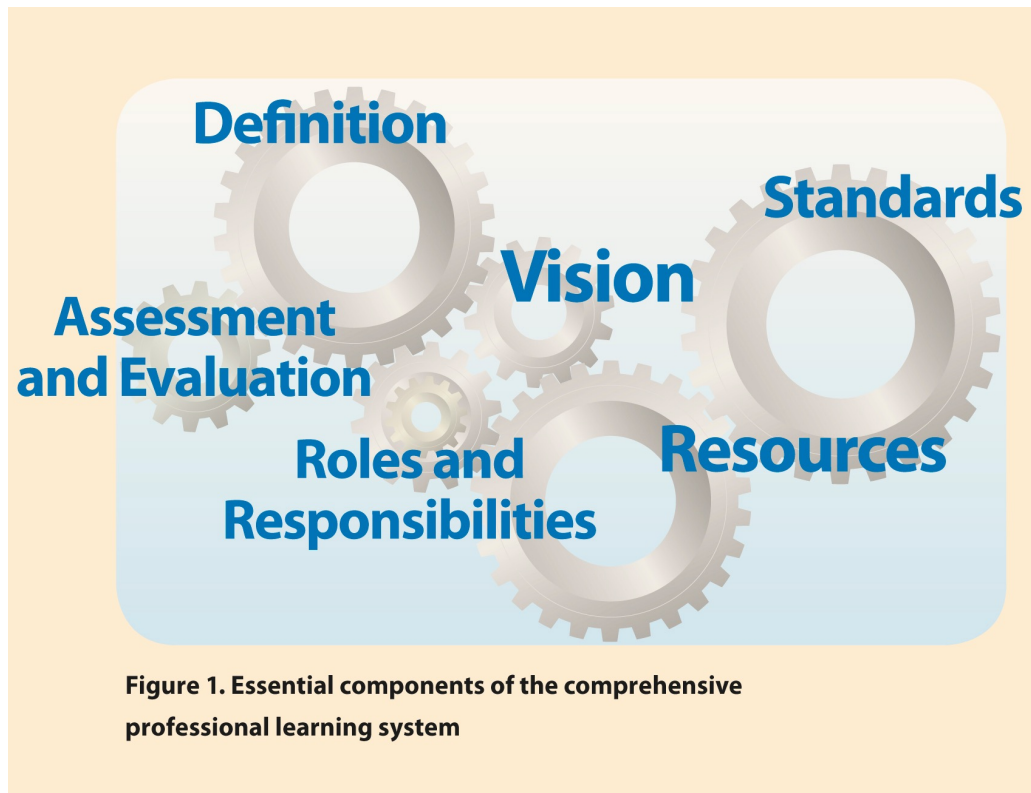 Definition
Standards
Vision
Assessment
and Evaluation
Roles and
Responsibilities
Resources
Figure 1. Essential components of the comprehensive
professional learning system